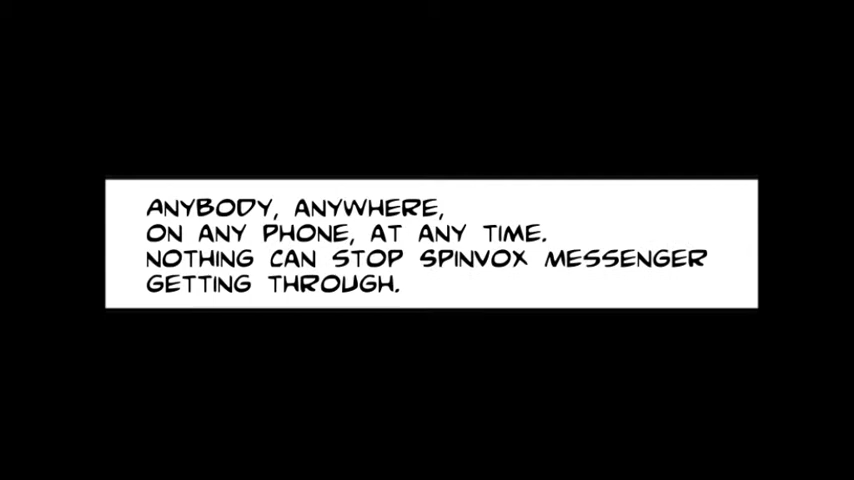 ANYBODY, ANYWHERE,
ON ANY PHONE, AT ANY TIME.
NOTHING CAN STOP SPINVOX MESSENGER
GETTING THROUGH.